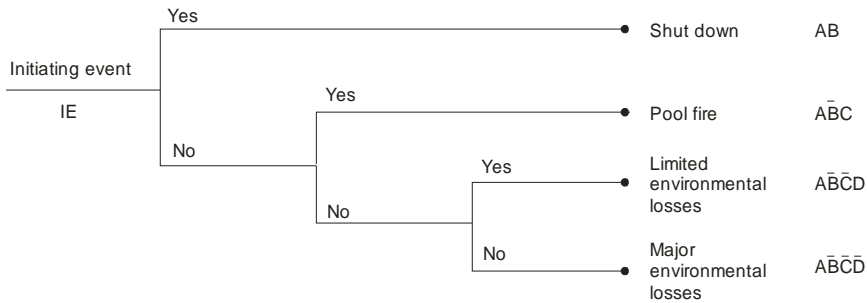 Yes
Shut down AB
Initiating event
IE
Yes
Pool fire AB̄C
No
Yes
Limited
environmental
losses
AB̄C̄D
No
No
Major
environmental
losses
AB̄C̄D̄